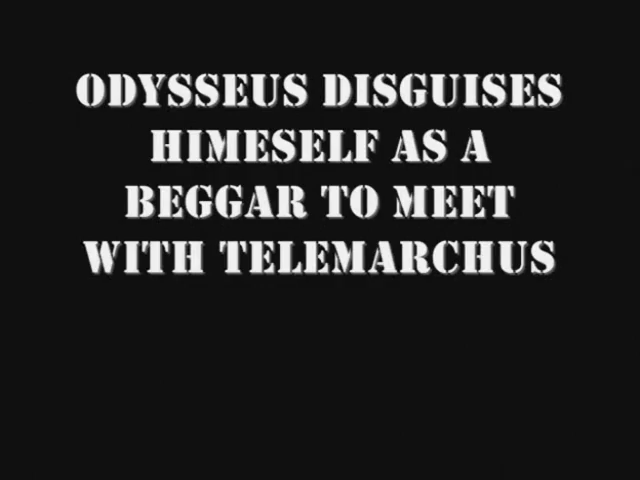 ODYSSEUS DISGUISES
HIMESELF AS A
BEGGAR TO MEET
WITH TELEMARCHUS